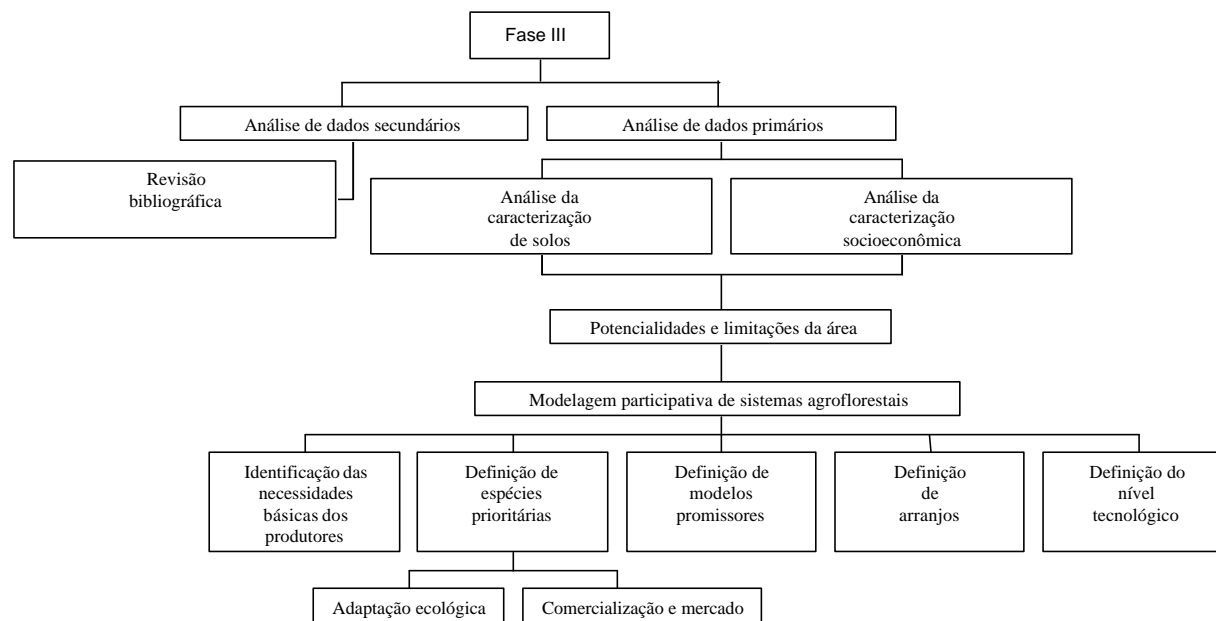 Fase III
Análise de dados secundários
Análise de dados primários
Revisão
bibliográfica
Análise da
caracterização
de solos
Análise da
caracterização
socioeconômica
Potencialidades e limitações da área
Modelagem participativa de sistemas agroflorestais
Identificação das
necessidades
básicas dos
produtores
Definição de
espécies
prioritárias
Definição de
modelos
promissores
Definição
de
arranjos
Definição do
nível
tecnológico
Adaptação ecológica
Comercialização e mercado